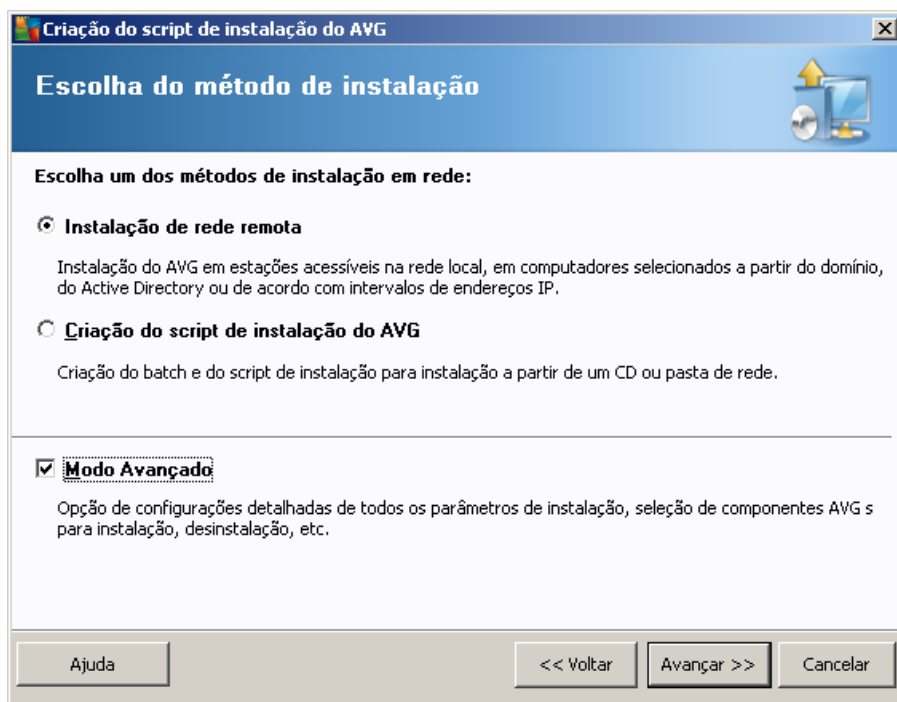 Criação do script de instalação do AVG
Escolha do método de instalação
Escolha um dos métodos de instalação em rede:
Instalação de rede remota
Instalação do AVG em estações acessíveis na rede local, em computadores selecionados a partir do domínio,
do Active Directory ou de acordo com intervalos de endereços IP.
Criação do script de instalação do AVG
Criação do batch e do script de instalação para instalação a partir de um CD ou pasta de rede.
Modo Avançado
Opção de configurações detalhadas de todos os parâmetros de instalação, seleção de componentes AVG s
para instalação, desinstalação, etc.
Ajuda
<< Voltar
Avançar >>
Cancelar